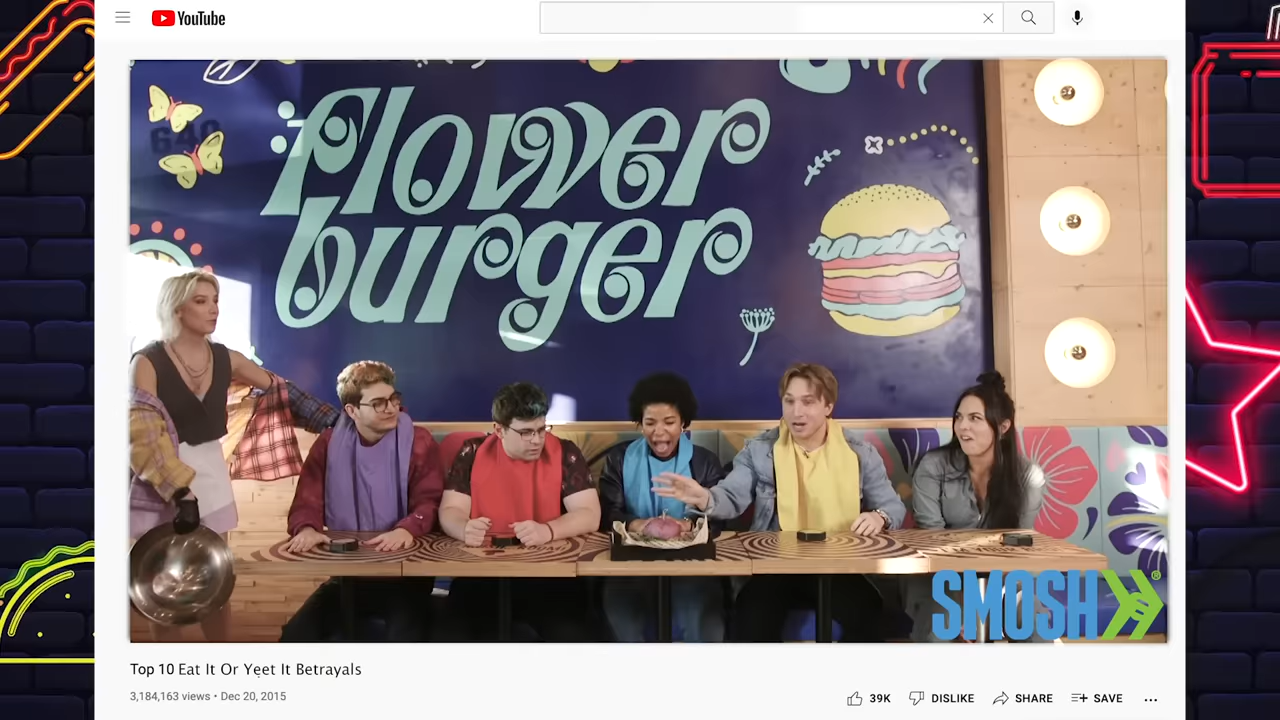 YouTube
640
flower
burger
SMOSH
®
Top 10 Eat It Or Yeet It Betrayals
3,184,163 views • Dec 20, 2015
39K
DISLIKE
SHARE
SAVE